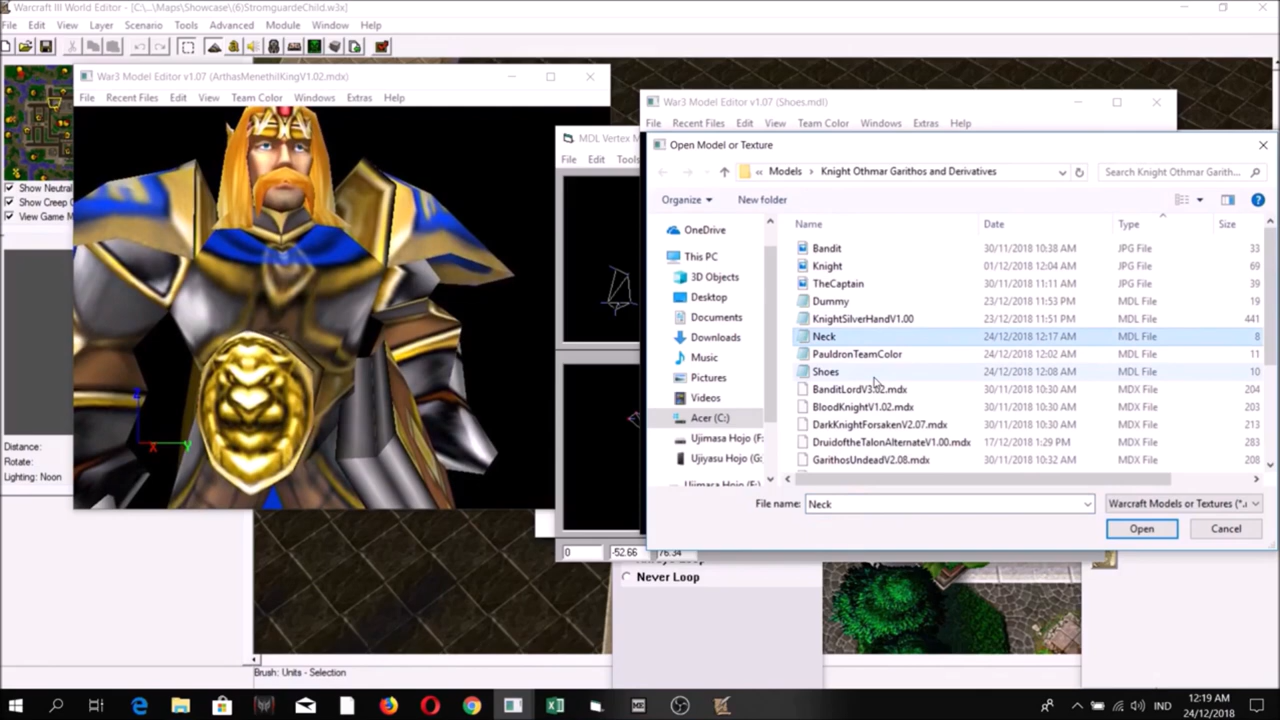 Warcraft III World Editor - [C:\...\Maps\Showcase\(6)StromguardeChild.w3x]
File Edit View Layer Scenario Tools Advanced Module Window Help
War3 Model Editor v1.07 (ArthasMenethilKingV1.02.mdx)
File Recent Files Edit View Team Color Windows Extras Help
War3 Model Editor v1.07 (Shoes.mdl)
File Recent Files Edit View Team Color Windows Extras Help
MDL Vertex M
File Edit Tools
Show Neutral
Show Creep C
View Game M
Distance:
Rotate:
Lighting: Noon
Z
X
Y
Open Model or Texture
« Models › Knight Othmar Garithos and Derivatives
Search Knight Othmar Garith...
Organize New folder
Name Date Type Size
OneDrive
This PC
3D Objects
Desktop
Documents
Downloads
Music
Pictures
Videos
Acer (C:)
Ujimasa Hojo (F:
Ujiyasu Hojo (G:
Bandit 30/11/2018 10:38 AM JPG File 33
Knight 01/12/2018 12:04 AM JPG File 69
TheCaptain 30/11/2018 11:11 AM JPG File 39
Dummy 23/12/2018 11:53 PM MDL File 19
KnightSilverHandV1.00 23/12/2018 11:51 PM MDL File 441
Neck 24/12/2018 12:17 AM MDL File 8
PauldronTeamColor 24/12/2018 12:02 AM MDL File 11
Shoes 24/12/2018 12:08 AM MDL File 10
BanditLordV3.02.mdx 30/11/2018 10:30 AM MDX File 204
BloodKnightV1.02.mdx 30/11/2018 10:30 AM MDX File 203
DarkKnightForsakenV2.07.mdx 30/11/2018 10:30 AM MDX File 213
DruidoftheTalonAlternateV1.00.mdx 17/12/2018 1:29 PM MDX File 283
GarithosUndeadV2.08.mdx 30/11/2018 10:32 AM MDX File 208
File name: Neck Warcraft Models or Textures (*.
Open Cancel
0 -52.66 76.34
Never Loop
Brush: Units - Selection
IND
12:19 AM
24/12/2018